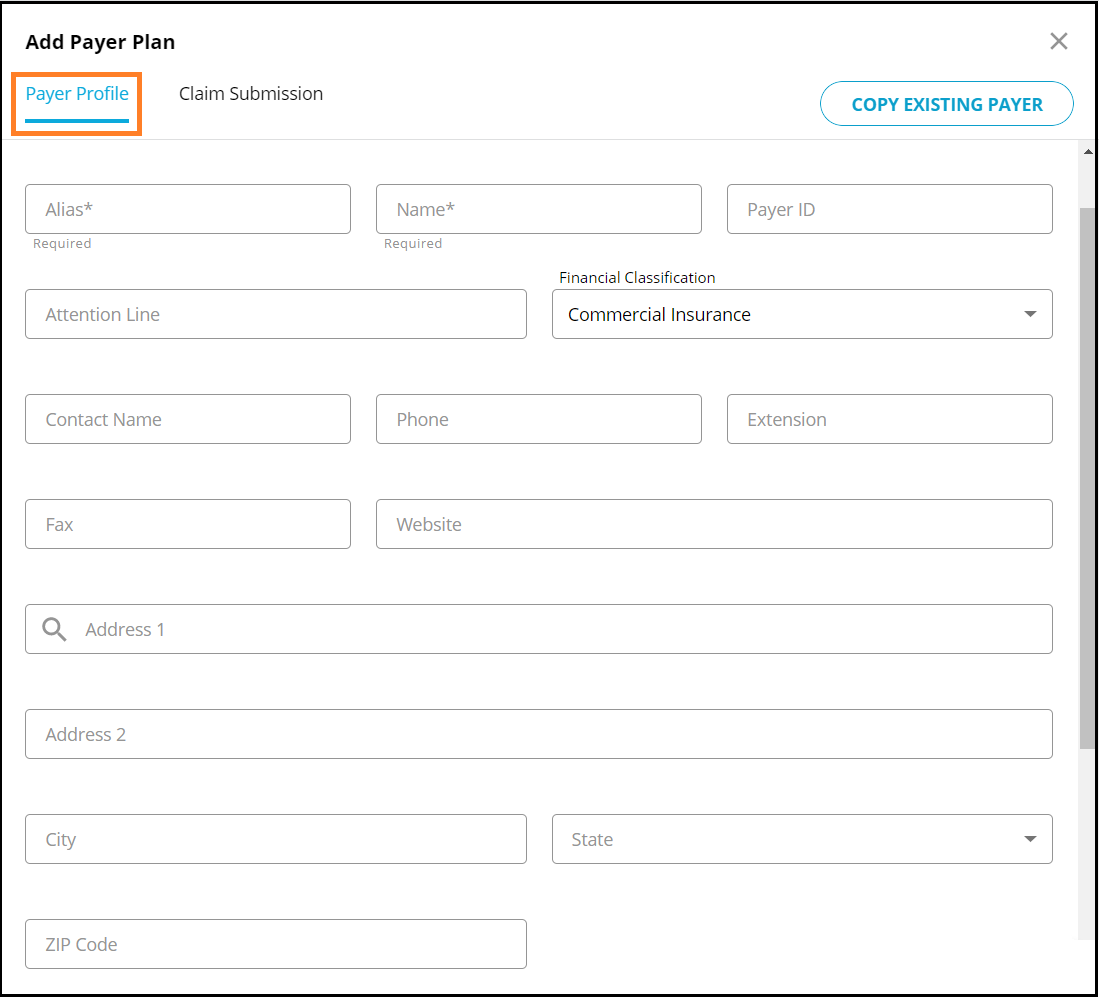 Add Payer Plan
Payer Profile Claim Submission COPY EXISTING PAYER
Alias* Name* Payer ID
Required Required
Financial Classification
Attention Line Commercial Insurance
Contact Name Phone Extension
Fax Website
Address 1
Address 2
City State
ZIP Code